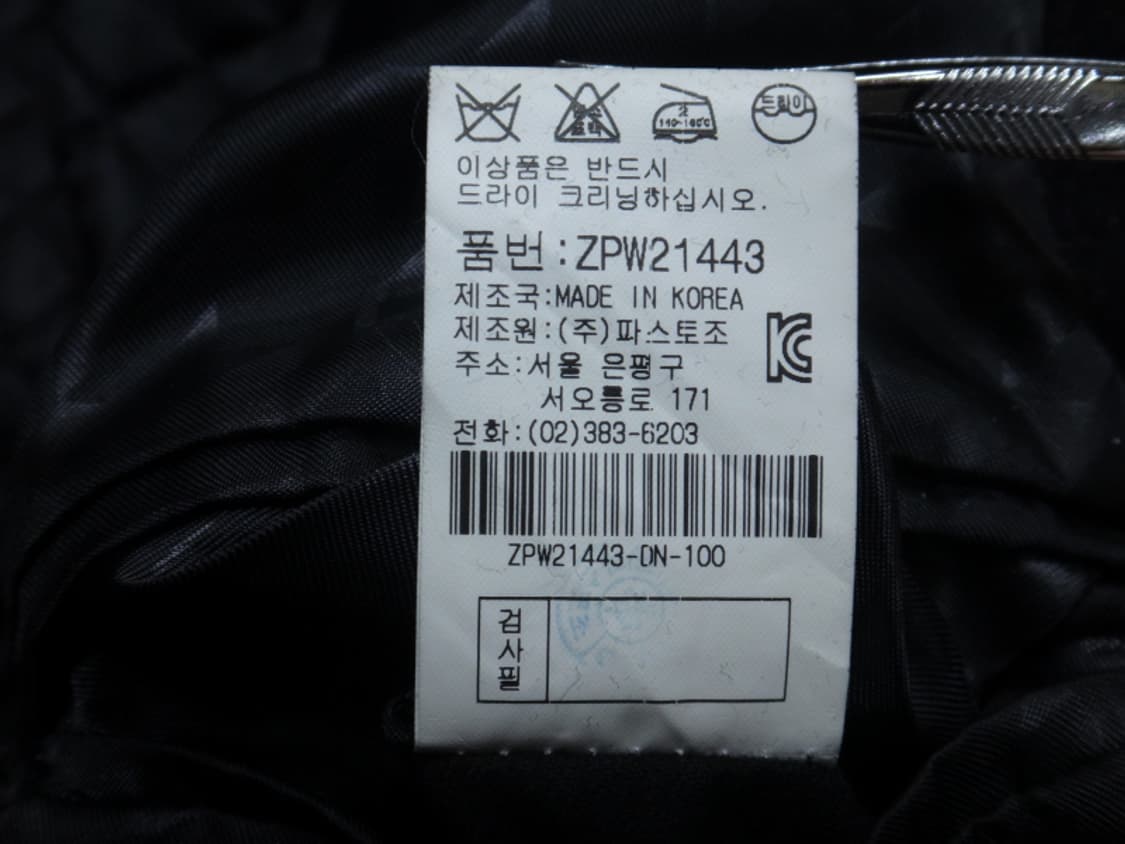 드라이
140~160℃
이상품은 반드시
드라이 크리닝하십시오.
품번:ZPW21443
제조국:MADE IN KOREA
제조원:(주)파스토조
주소:서울 은평구
서오릉로 171
전화:(02)383-6203
ZPW21443-DN-100
검사필